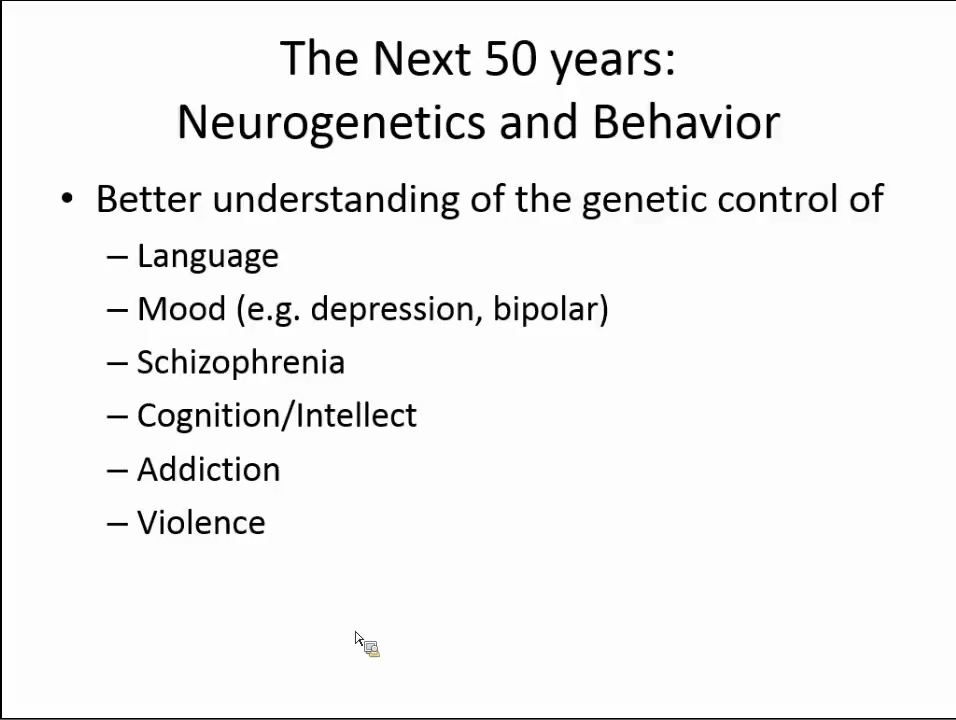 The Next 50 years:
Neurogenetics and Behavior
• Better understanding of the genetic control of
– Language
– Mood (e.g. depression, bipolar)
– Schizophrenia
– Cognition/Intellect
– Addiction
– Violence